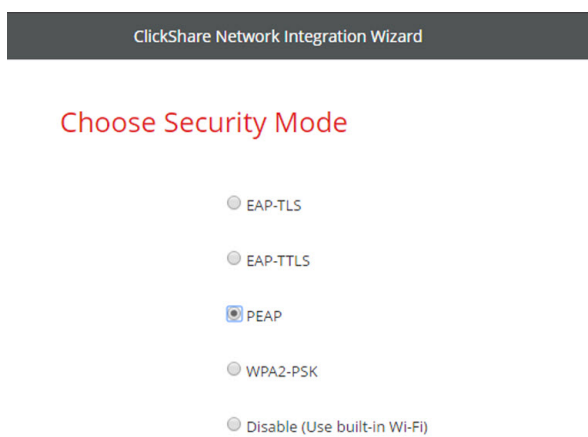 ClickShare Network Integration Wizard
Choose Security Mode
EAP-TLS
EAP-TTLS
PEAP
WPA2-PSK
Disable (Use built-in Wi-Fi)